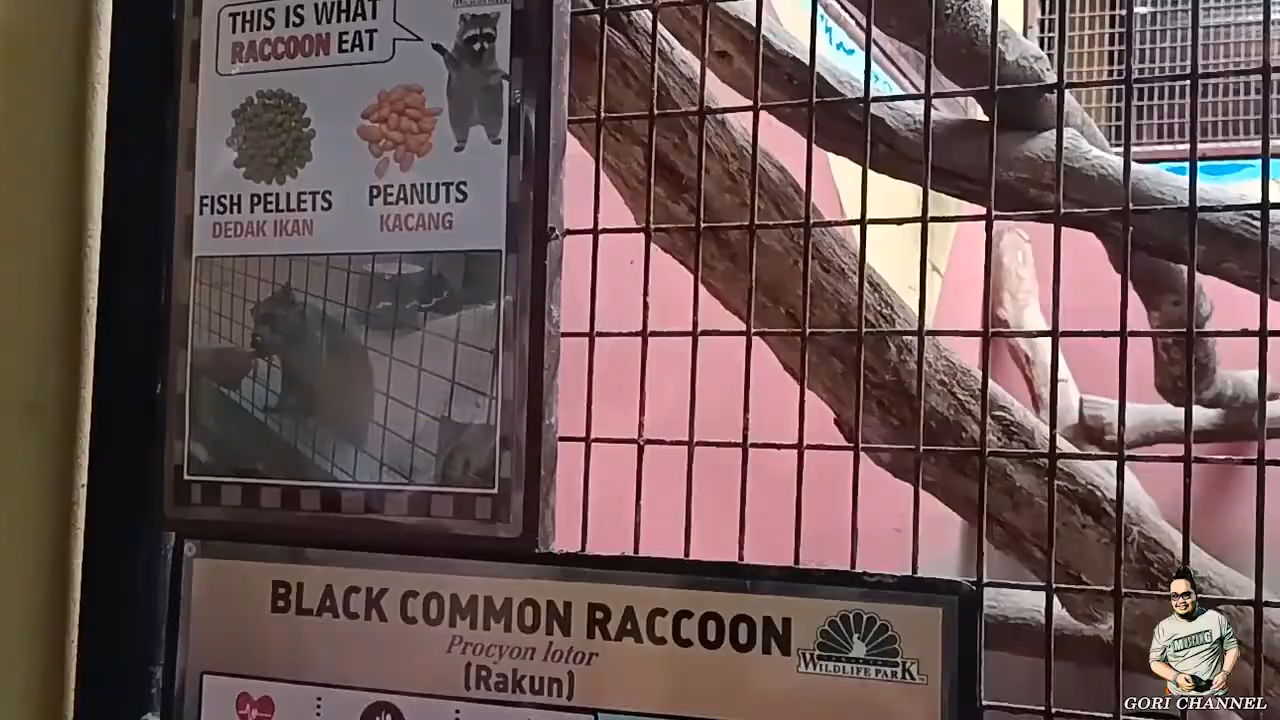 THIS IS WHAT
RACCOON EAT
FISH PELLETS
DEDAK IKAN
PEANUTS
KACANG
BLACK COMMON RACCOON
Procyon lotor
(Rakun)
WILDLIFE PARK
MUSTANG
GORI CHANNEL